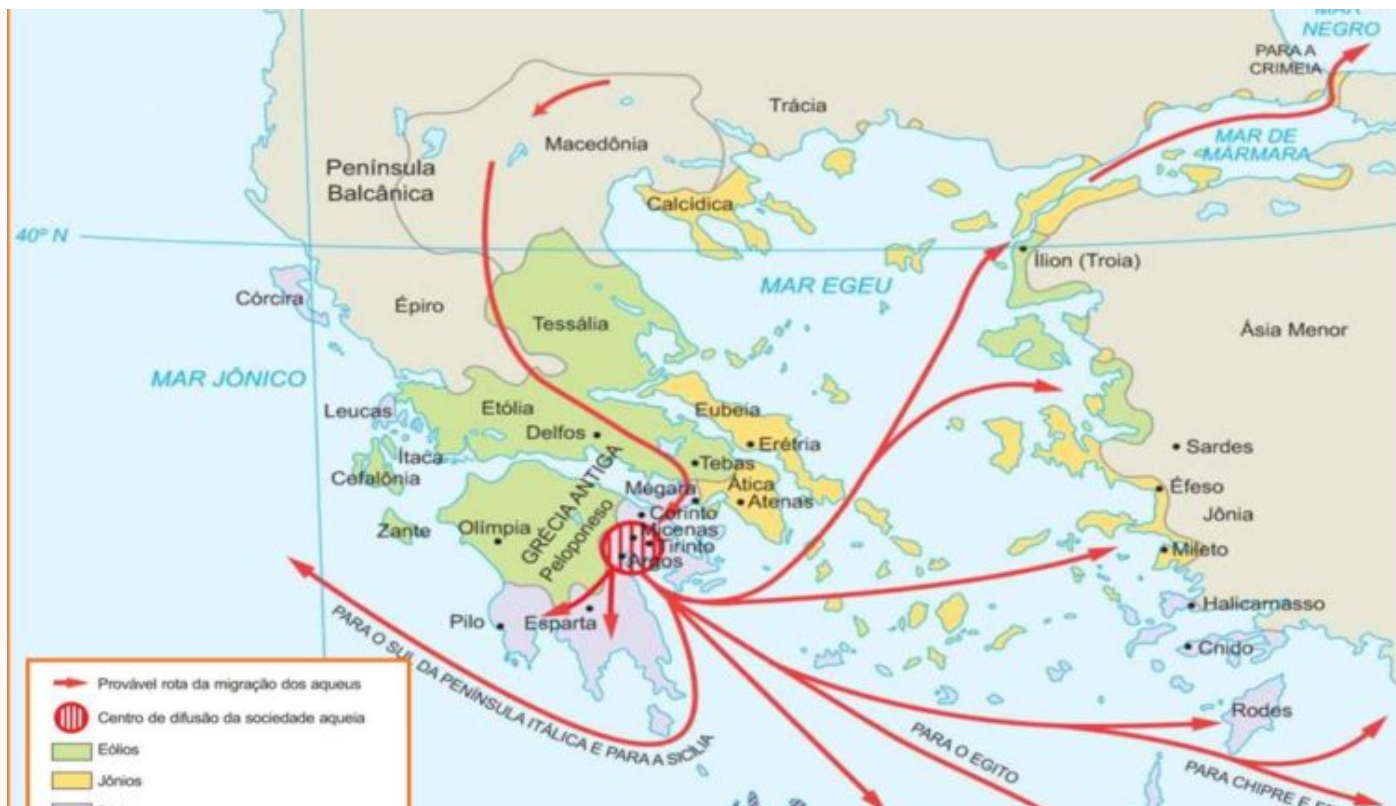 NEGRO
PARA A
CRIMEIA
Trácia
MAR DE
MÁRMARA
Macedônia
Península
Balcânica
Calcídica
40º N
Ílion (Troia)
MAR EGEU
Córcira
Épiro
Tessália
Ásia Menor
MAR JÔNICO
Leucas
Etólia
Eubeia
Delfos
Erétria
Sardes
Ítaca
Cefalônia
Tebas
Ática
Mégara
Atenas
Éfeso
GRÉCIA ANTIGA
Peloponeso
Corinto
Jônia
Zante
Olímpia
Micenas
Tirinto
Argos
Mileto
Halicarnasso
Pilo
Esparta
Cnido
Rodes
PARA O SUL DA PENÍNSULA ITÁLICA E PARA A SICÍLIA
PARA O EGITO
PARA CHIPRE E
Provável rota da migração dos aqueus
Centro de difusão da sociedade aqueia
Eólios
Jônios